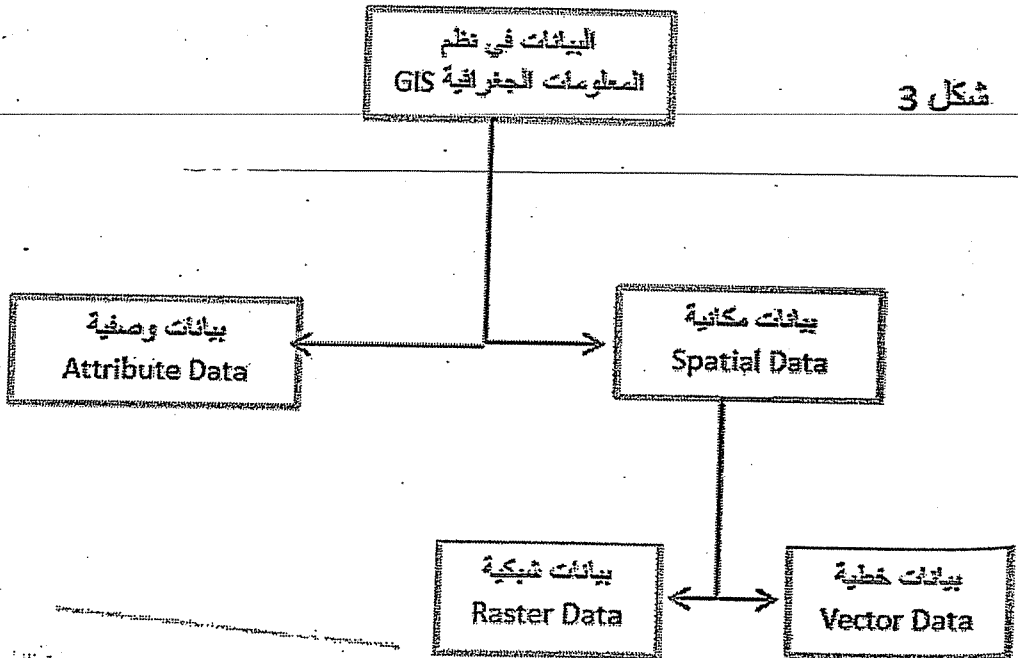 البيانات في نظم
المعلومات الجغرافية GIS
شكل 3
بيانات مكانية
Spatial Data
بيانات وصفية
Attribute Data
بيانات خطية
Vector Data
بيانات شبكية
Raster Data